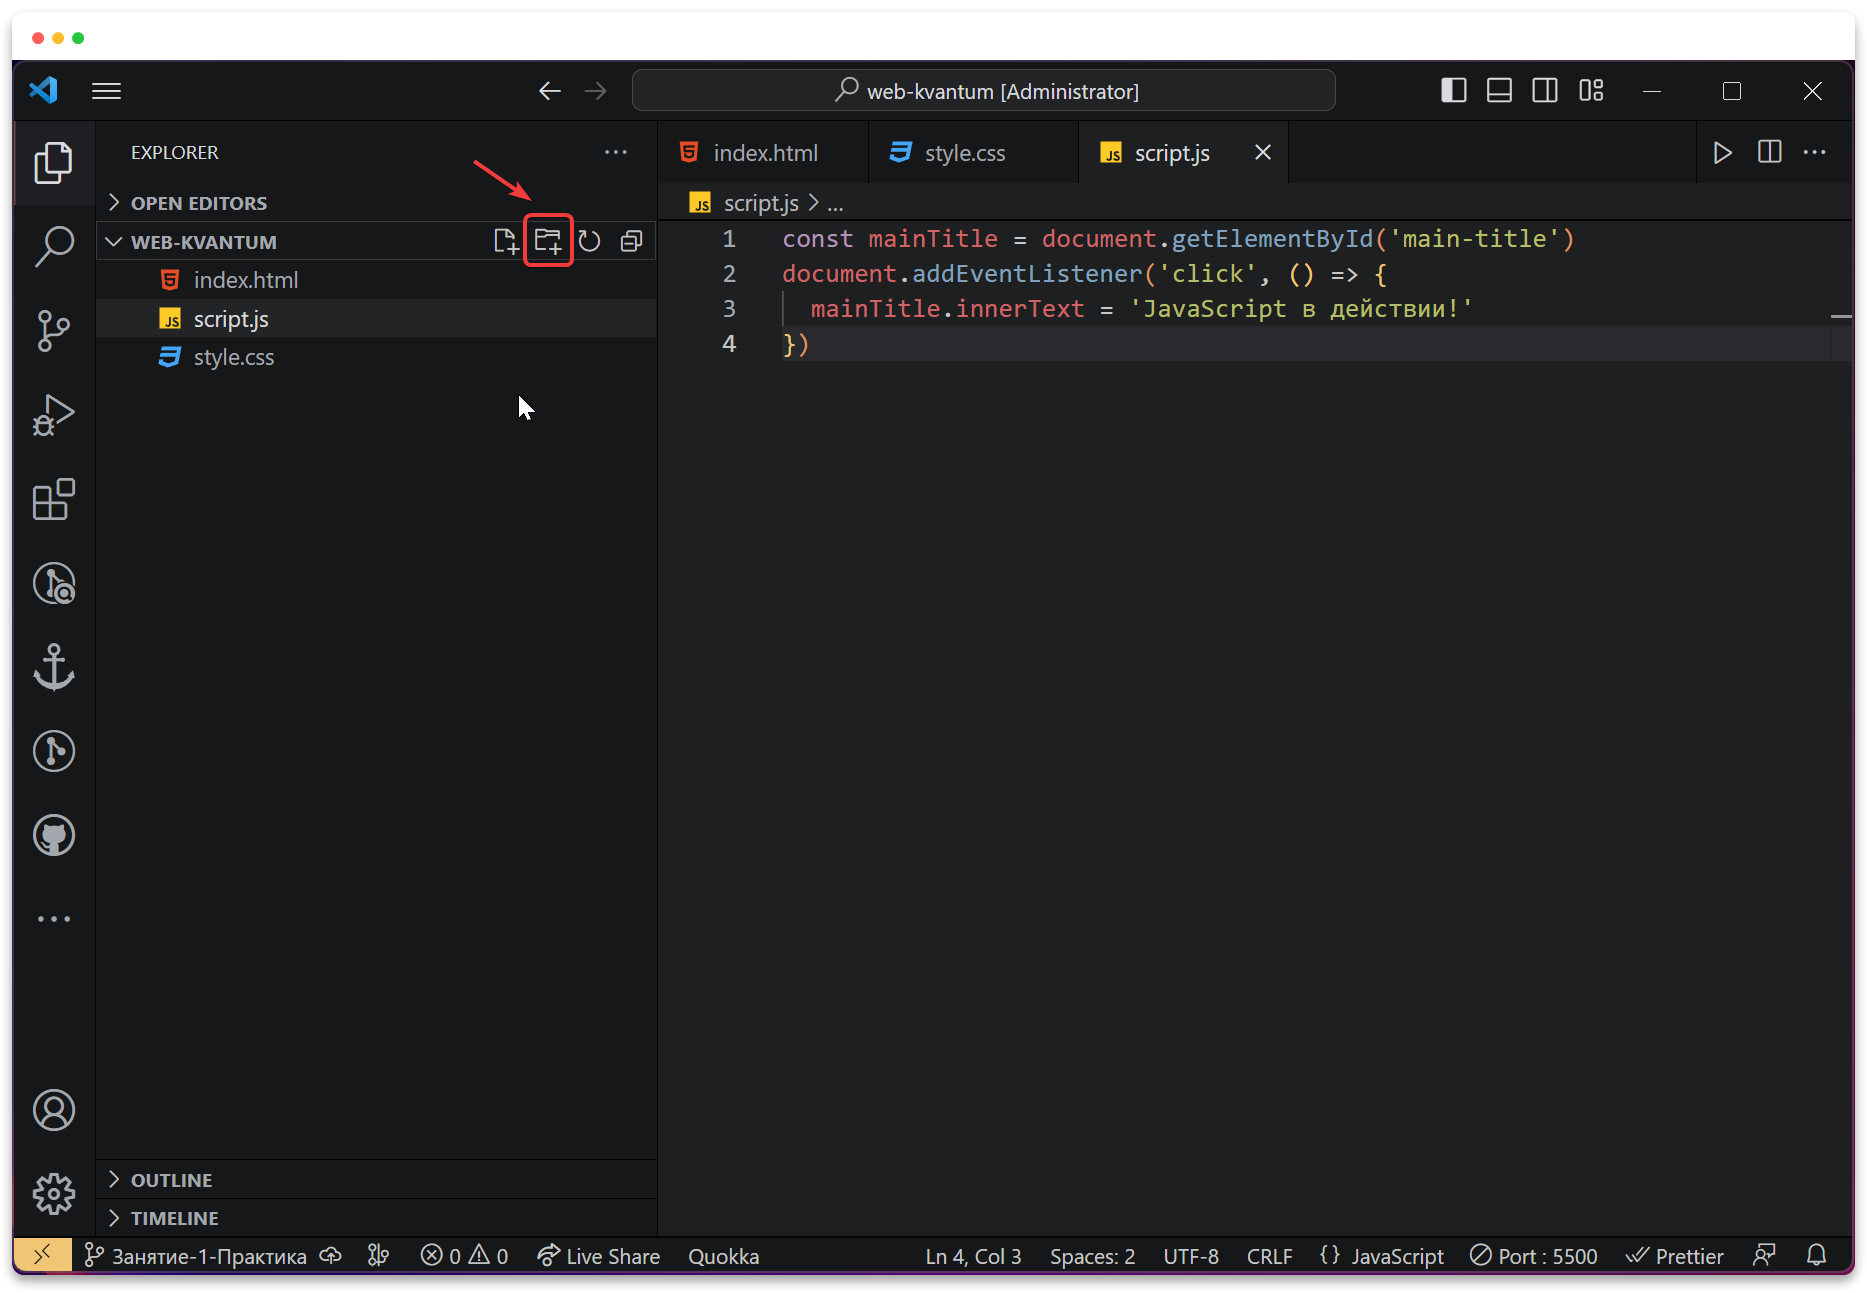 web-kvantum [Administrator]
EXPLORER
OPEN EDITORS
WEB-KVANTUM
index.html
JS script.js
style.css
OUTLINE
TIMELINE
index.html
style.css
JS script.js
JS script.js > ...
1 const mainTitle = document.getElementById('main-title')
2 document.addEventListener('click', () => {
3 mainTitle.innerText = 'JavaScript в действии!'
4 })
Занятие-1-Практика 0 0 Live Share Quokka Ln 4, Col 3 Spaces: 2 UTF-8 CRLF {} JavaScript Port : 5500 Prettier